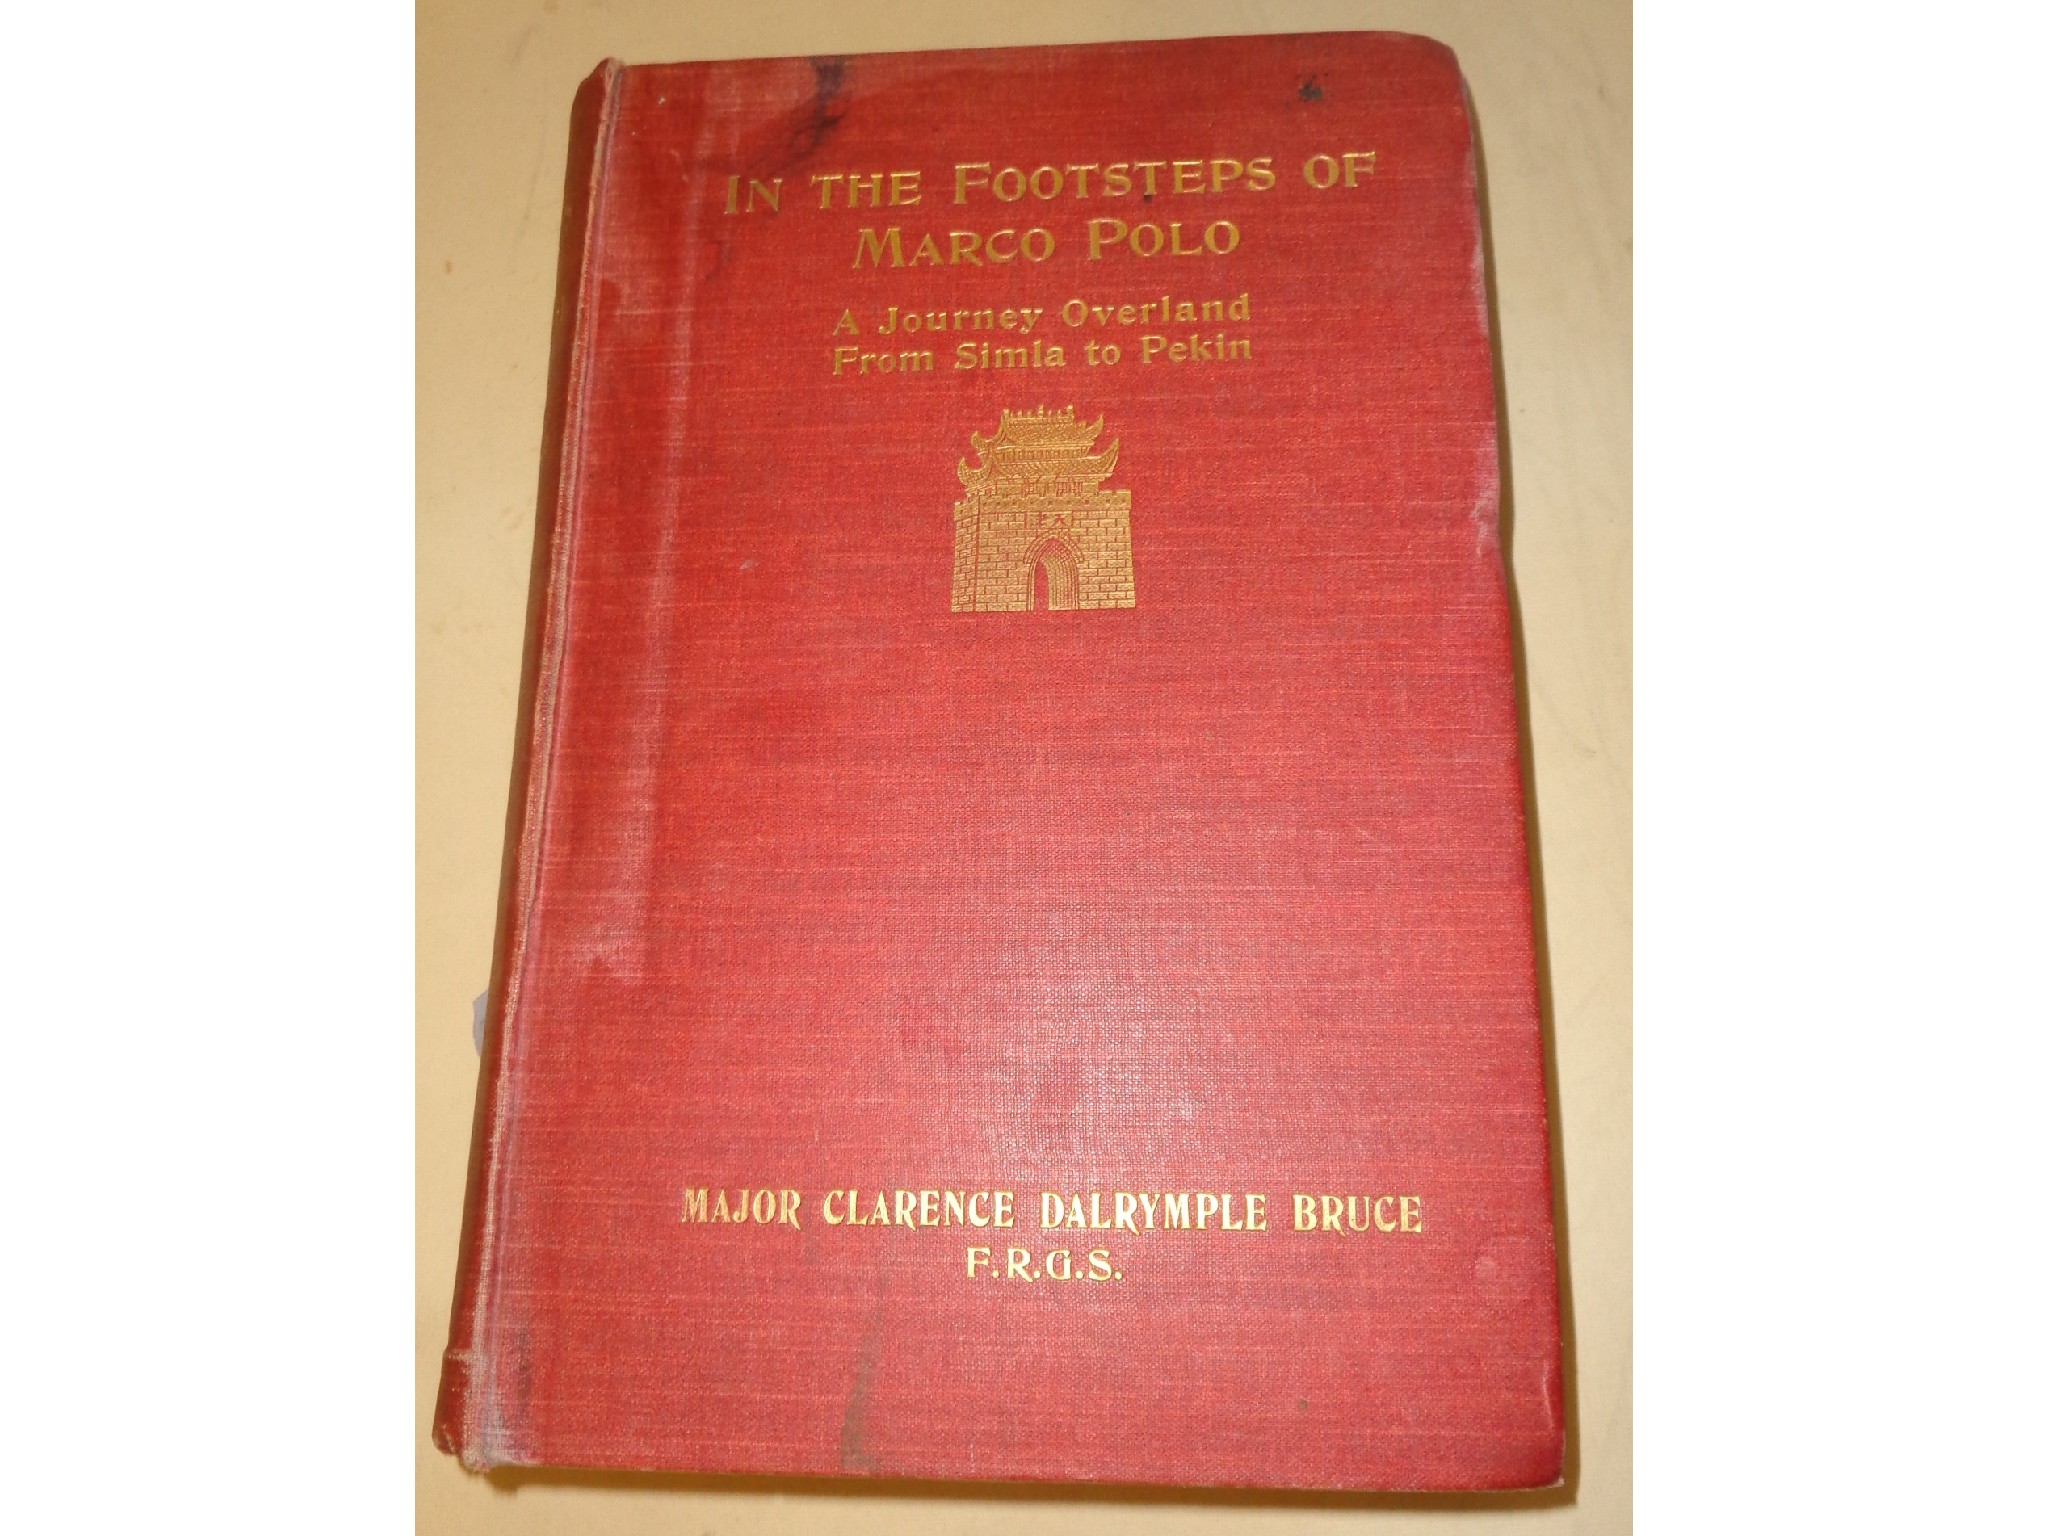 IN THE FOOTSTEPS OF
MARCO POLO
A Journey Overland
From Simla to Pekin
MAJOR CLARENCE DALRYMPLE BRUCE
F.R.G.S.